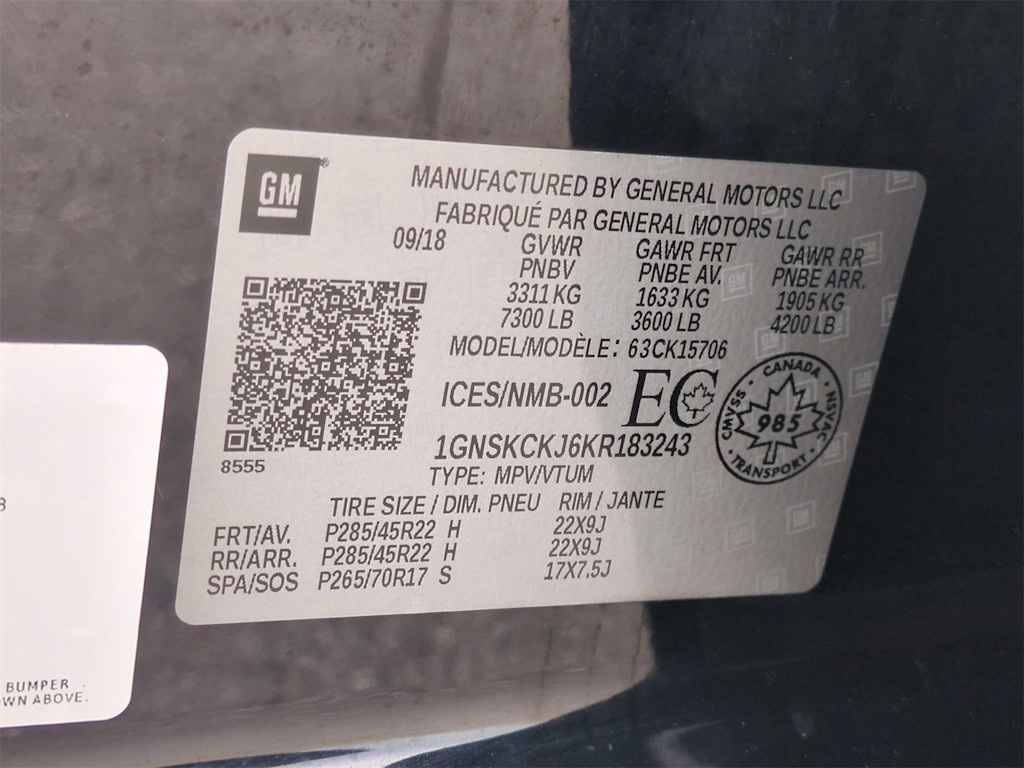 GM®
MANUFACTURED BY GENERAL MOTORS LLC
FABRIQUÉ PAR GENERAL MOTORS LLC
09/18 GVWR GAWR FRT GAWR RR
PNBV PNBE AV. PNBE ARR.
3311 KG 1633 KG 1905 KG
7300 LB 3600 LB 4200 LB
MODEL/MODÈLE: 63CK15706
ICES/NMB-002 EC
CANADA
CMVSS · NSVAC
985
TRANSPORT
1GNSKCKJ6KR183243
8555
TYPE: MPV/VTUM
TIRE SIZE / DIM. PNEU RIM / JANTE
FRT/AV. P285/45R22 H 22X9J
RR/ARR. P285/45R22 H 22X9J
SPA/SOS P265/70R17 S 17X7.5J
BUMPER
ABOVE.